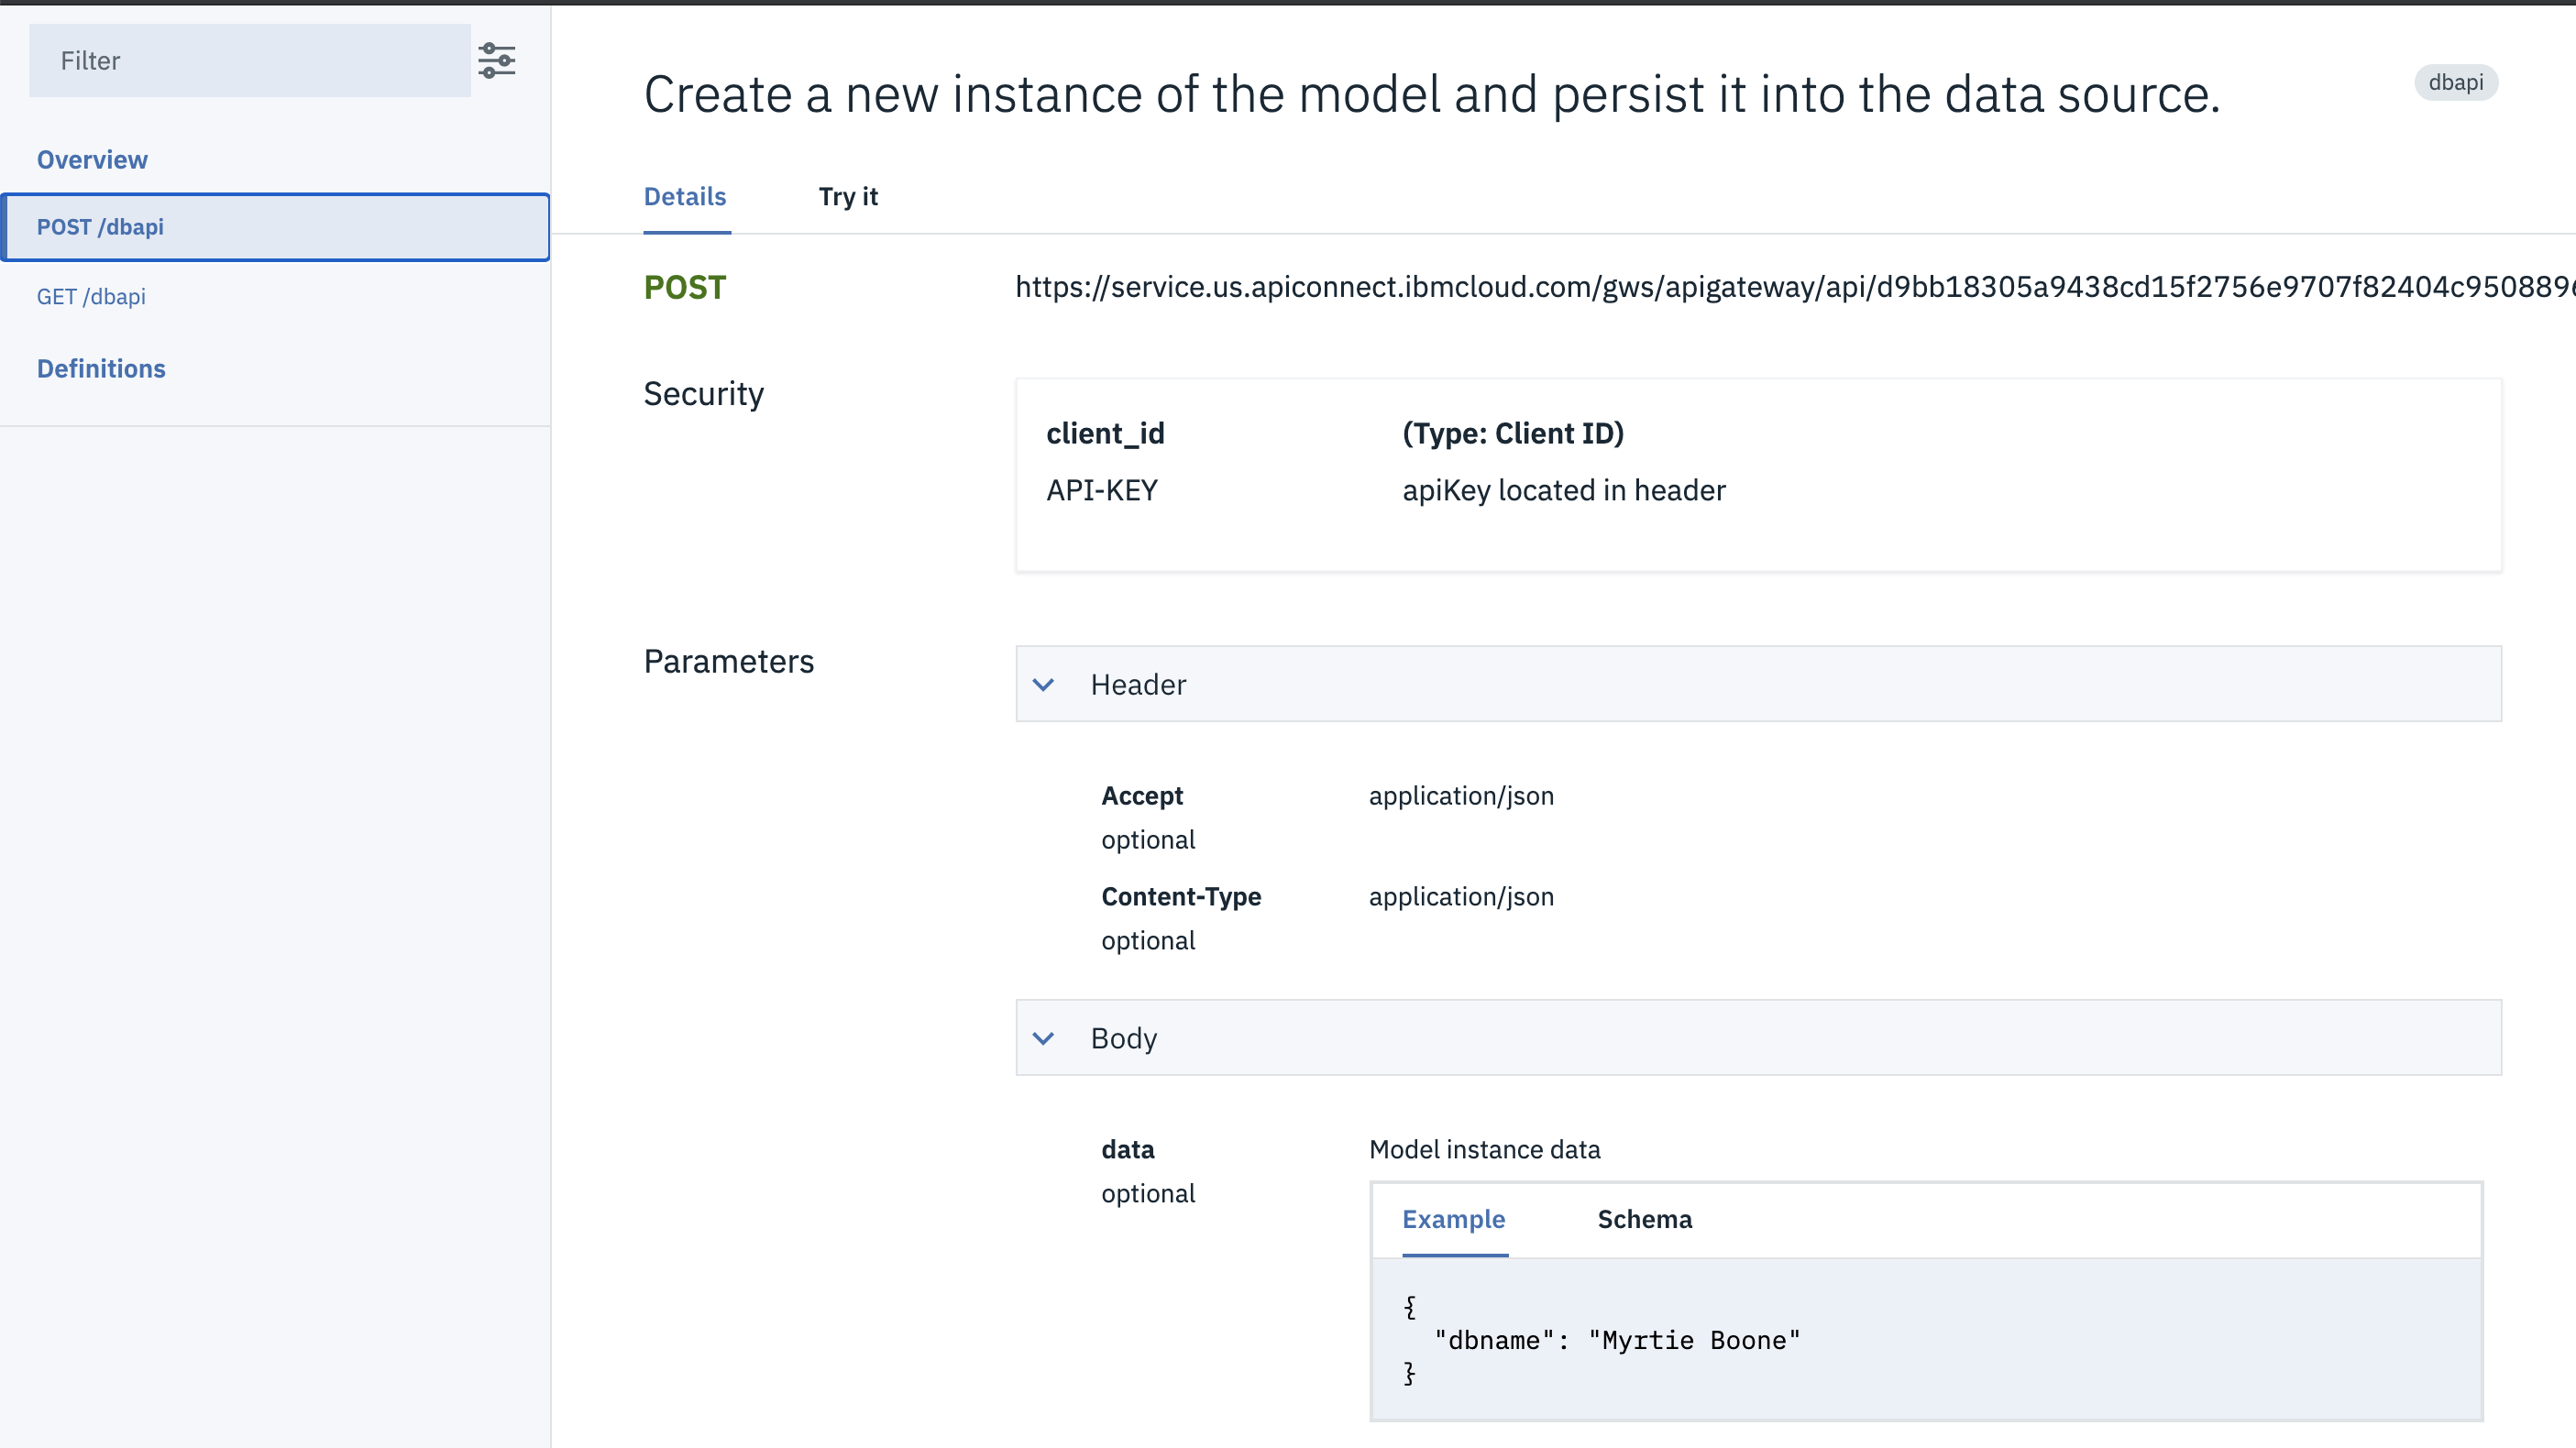 Filter
Overview
POST /dbapi
GET /dbapi
Definitions
Create a new instance of the model and persist it into the data source.
dbapi
Details Try it
POST https://service.us.apiconnect.ibmcloud.com/gws/apigateway/api/d9bb18305a9438cd15f2756e9707f82404c950889
Security
client_id (Type: Client ID)
API-KEY apiKey located in header
Parameters
Header
Accept application/json
optional
Content-Type application/json
optional
Body
data Model instance data
optional
Example Schema
{
"dbname": "Myrtie Boone"
}